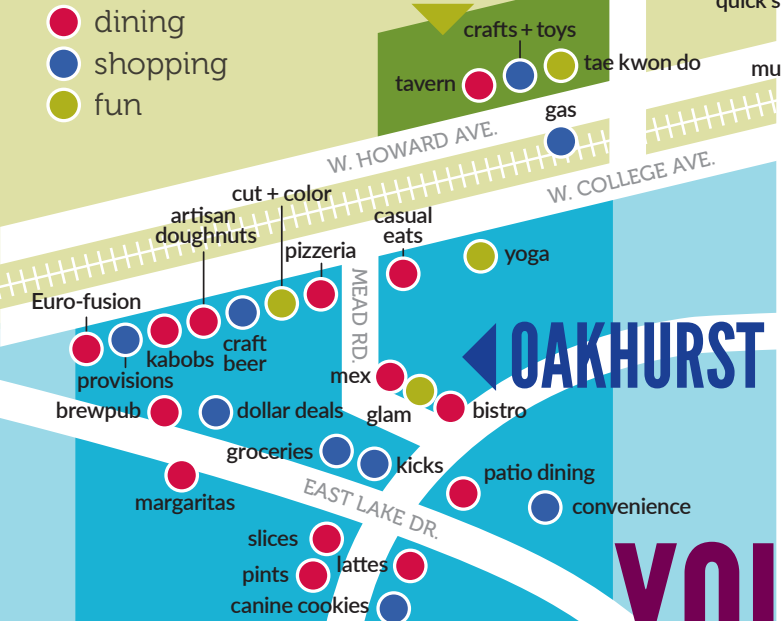 quick's
dining
crafts + toys
shopping
tae kwon do
mu
tavern
fun
gas
W. HOWARD AVE.
W. COLLEGE AVE.
cut + color
artisan
doughnuts
casual
eats
pizzeria
yoga
Euro-fusion
MEAD RD.
craft
beer
kabobs
provisions
OAKHURST
mex
brewpub
dollar deals
glam
bistro
groceries
kicks
patio dining
margaritas
EAST LAKE DR.
convenience
slices
lattes
pints
canine cookies
YOU